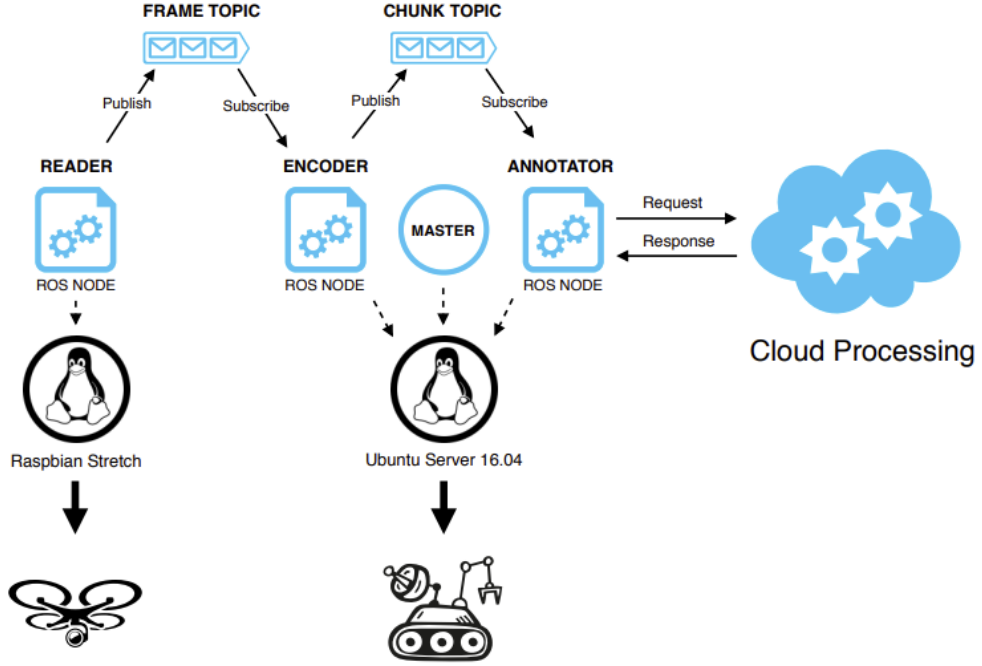 FRAME TOPIC
CHUNK TOPIC
Publish
Subscribe
Publish
Subscribe
READER
ENCODER
ANNOTATOR
MASTER
Request
Response
ROS NODE
ROS NODE
ROS NODE
Cloud Processing
Raspbian Stretch
Ubuntu Server 16.04